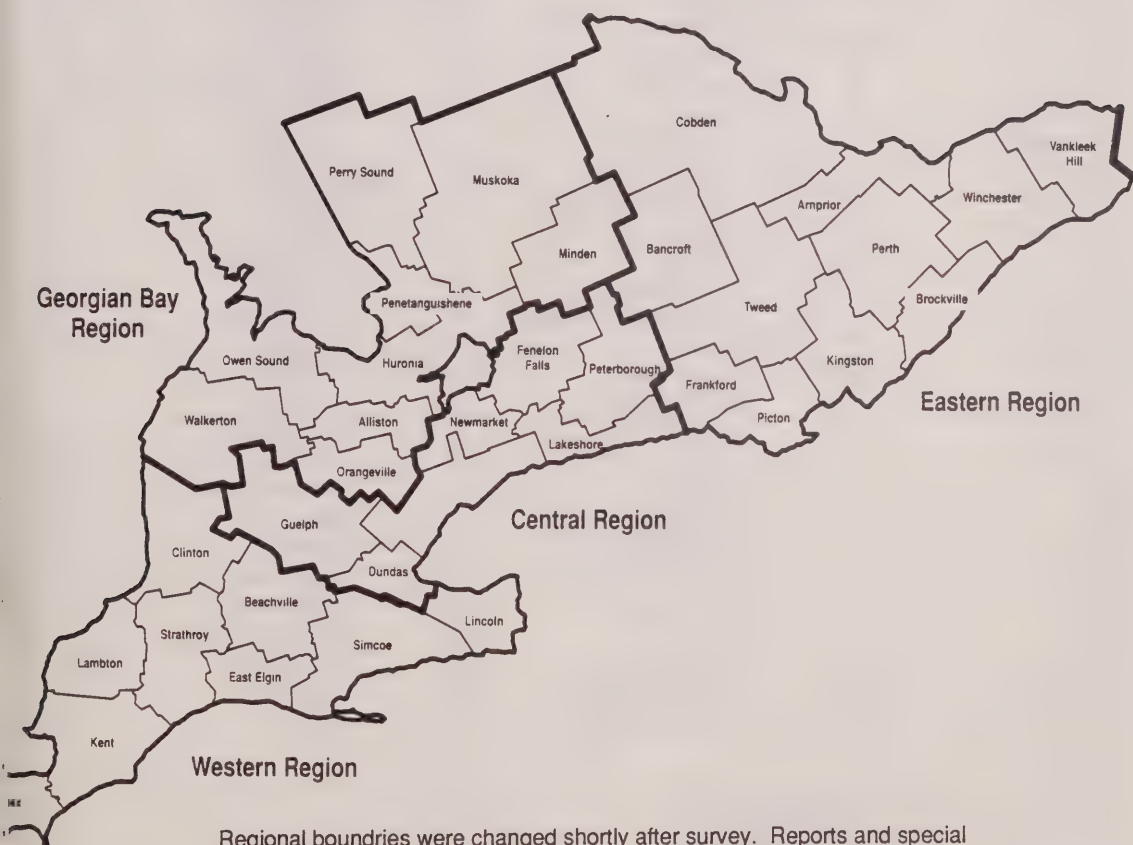 Cobden
Vankleek
Hill
Perry Sound
Muskoka
Arnprior
Winchester
Minden
Bancroft
Perth
Georgian Bay
Region
Penetanguishene
Tweed
Brockville
Owen Sound
Huronia
Fenelon
Falls
Peterborough
Kingston
Frankford
Eastern Region
Walkerton
Alliston
Newmarket
Picton
Lakeshore
Orangeville
Guelph
Central Region
Clinton
Dundas
Beachville
Lincoln
Strathroy
Simcoe
Lambton
East Elgin
Kent
Western Region
Regional boundries were changed shortly after survey. Reports and special